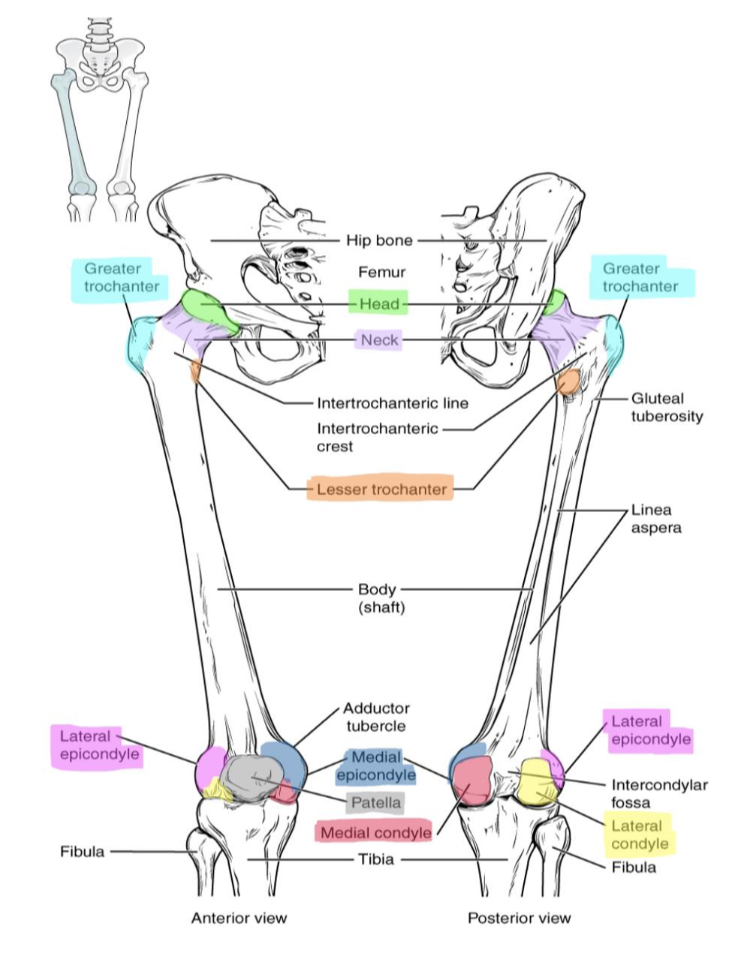 Hip bone
Greater
trochanter
Femur
Greater
trochanter
Head
Neck
Intertrochanteric line
Gluteal
tuberosity
Intertrochanteric
crest
Lesser trochanter
Linea
aspera
Body
(shaft)
Adductor
tubercle
Lateral
epicondyle
Lateral
epicondyle
Medial
epicondyle
Intercondylar
fossa
Patella
Medial condyle
Lateral
condyle
Fibula
Tibia
Fibula
Anterior view
Posterior view